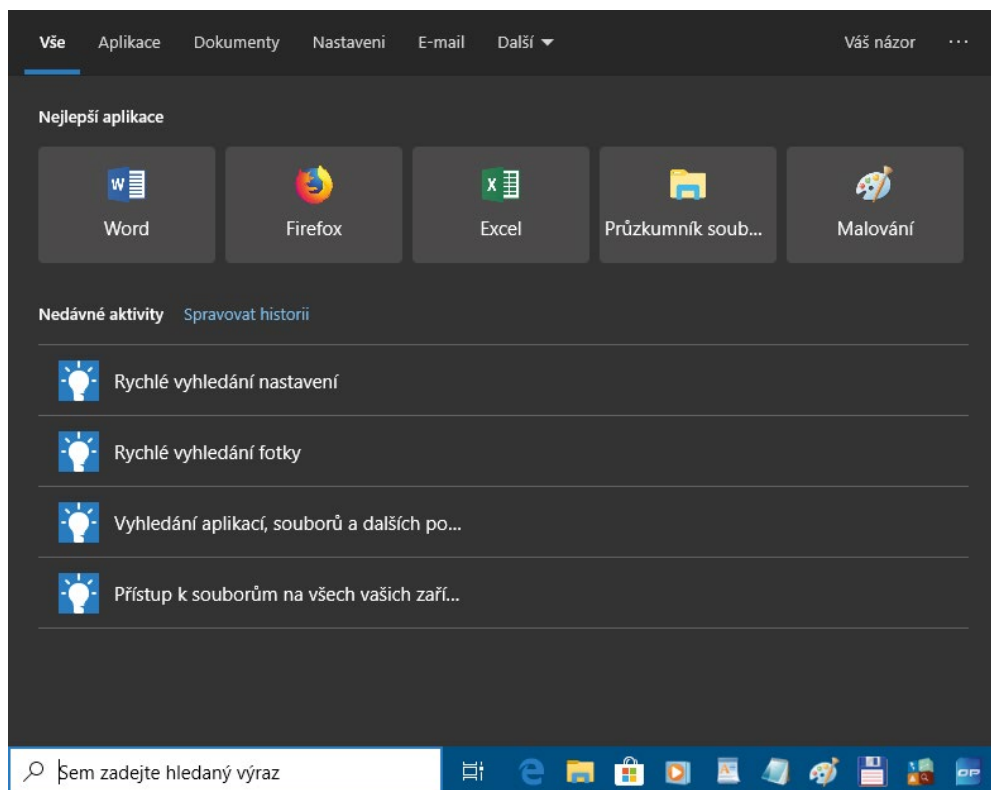 Vše Aplikace Dokumenty Nastaveni E-mail Další Váš názor ...
Nejlepší aplikace
Word Firefox Excel Průzkumník soub... Malování
Nedávné aktivity Spravovat historii
Rychlé vyhledání nastavení
Rychlé vyhledání fotky
Vyhledání aplikací, souborů a dalších po...
Přístup k souborům na všech vašich zaří...
Sem zadejte hledaný výraz
OP